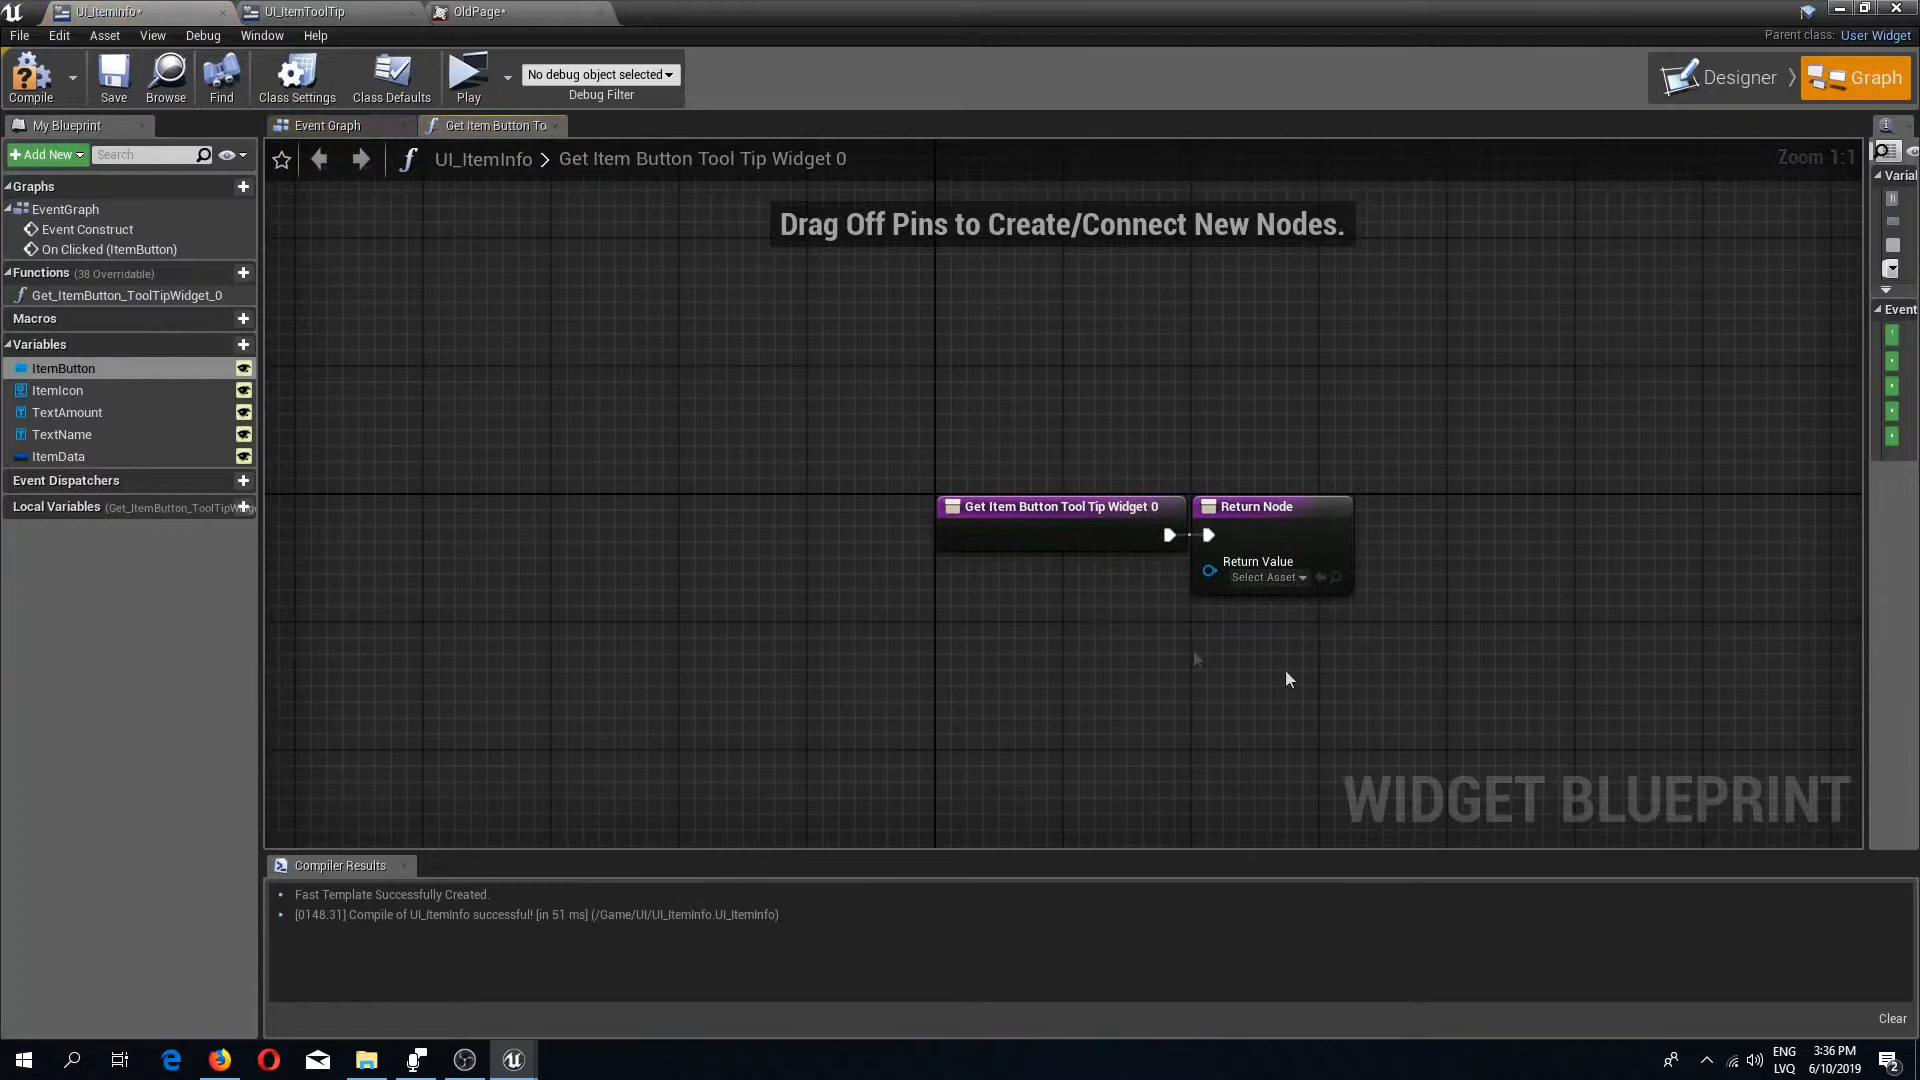 UI_ItemInfo*
UI_ItemToolTip
OldPage*
File
Edit
Asset
View
Debug
Window
Help
Parent class: User Widget
Compile
Save
Browse
Find
Class Settings
Class Defaults
Play
No debug object selected
Debug Filter
Designer
Graph
My Blueprint
Event Graph
Get Item Button To
+Add New
Search
UI_ItemInfo > Get Item Button Tool Tip Widget 0
Zoom 1:1
Graphs
EventGraph
Event Construct
On Clicked (ItemButton)
Functions (38 Overridable)
Get_ItemButton_ToolTipWidget_0
Macros
Variables
ItemButton
ItemIcon
TextAmount
TextName
ItemData
Event Dispatchers
Local Variables (Get_ItemButton_ToolTipWidge
Drag Off Pins to Create/Connect New Nodes.
Get Item Button Tool Tip Widget 0
Return Node
Return Value
Select Asset
WIDGET BLUEPRINT
Varial
Event
Compiler Results
Fast Template Successfully Created.
[0148.31] Compile of UI_ItemInfo successful! [in 51 ms] (/Game/UI/UI_ItemInfo.UI_ItemInfo)
Clear
ENG
LVQ
3:36 PM
6/10/2019
2